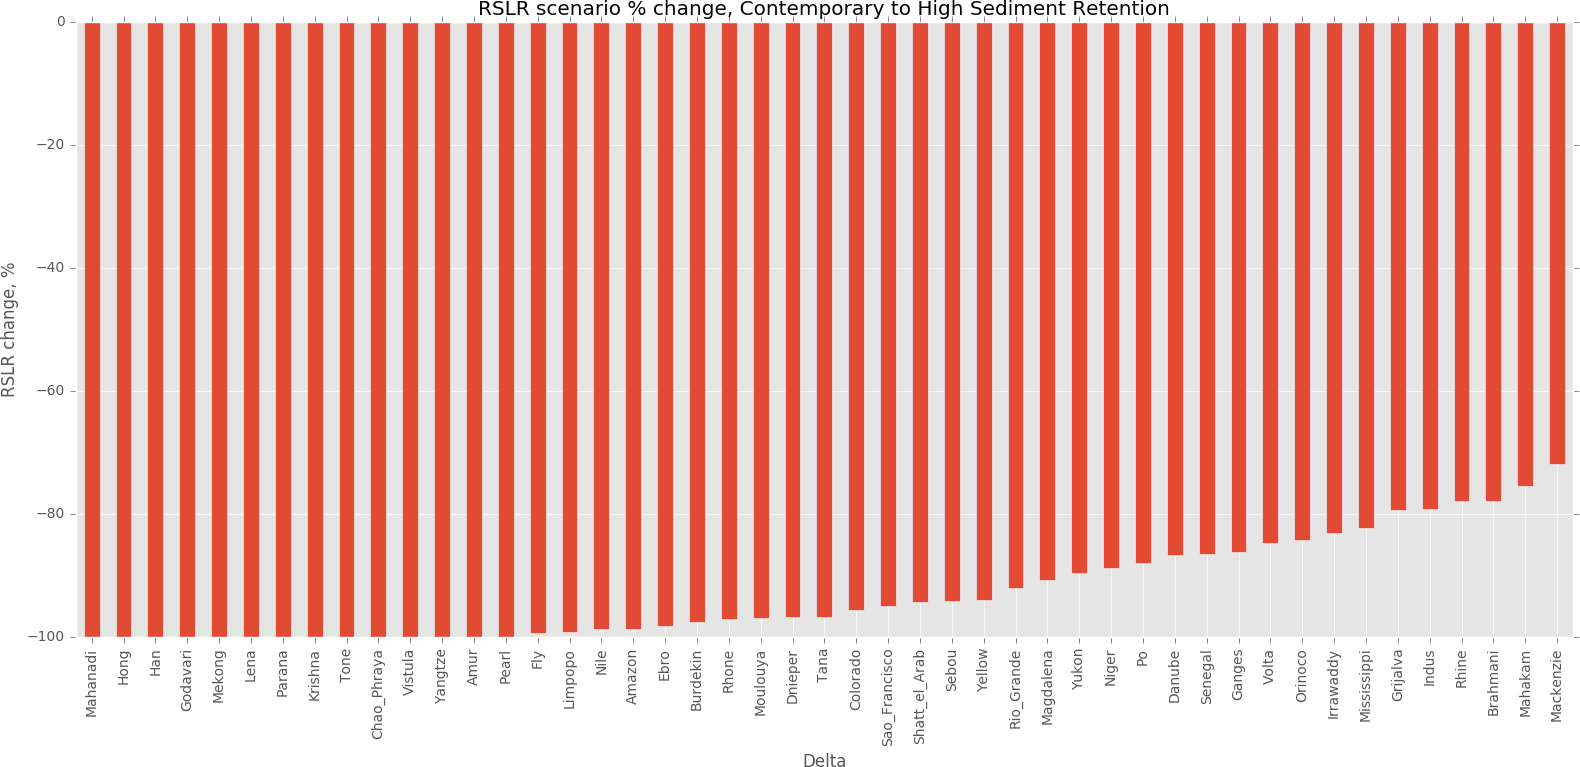 RSLR scenario % change, Contemporary to High Sediment Retention
RSLR change, %
0
−20
−40
−60
−80
−100
Mahanadi
Hong
Han
Godavari
Mekong
Lena
Parana
Krishna
Tone
Chao_Phraya
Vistula
Yangtze
Amur
Pearl
Fly
Limpopo
Nile
Amazon
Ebro
Burdekin
Rhone
Moulouya
Dnieper
Tana
Colorado
Sao_Francisco
Shatt_el_Arab
Sebou
Yellow
Rio_Grande
Magdalena
Yukon
Niger
Po
Danube
Senegal
Ganges
Volta
Orinoco
Irrawaddy
Mississippi
Grijalva
Indus
Rhine
Brahmani
Mahakam
Mackenzie
Delta